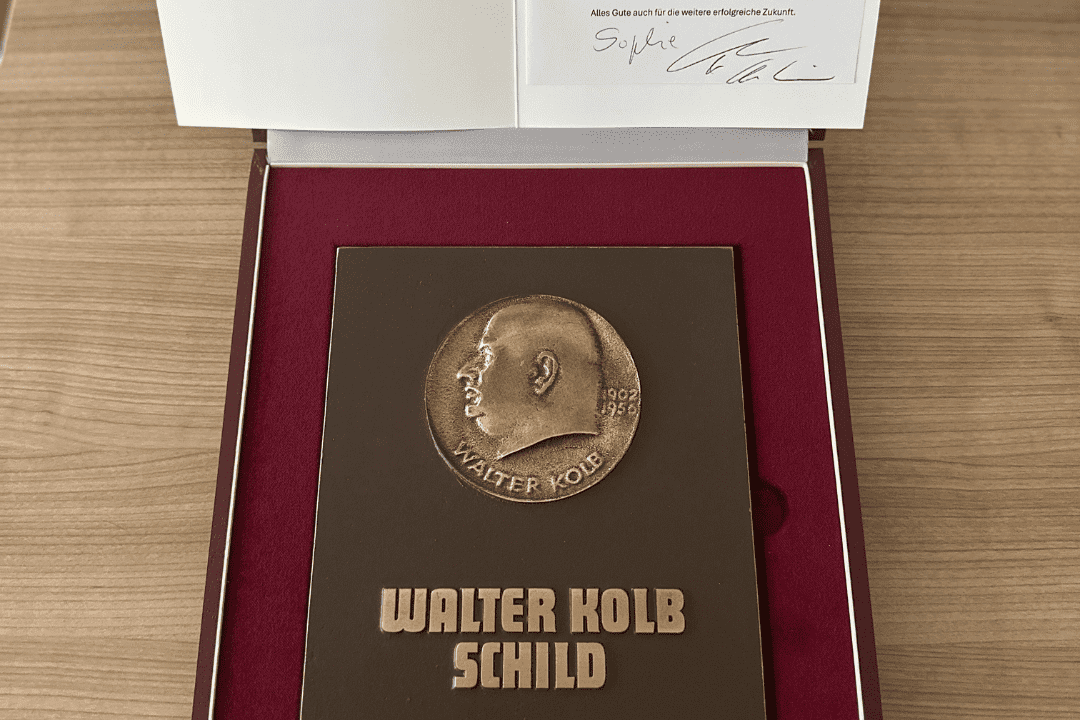 Alles Gute auch für die weitere erfolgreiche Zukunft.
Sophie
1902
1956
WALTER KOLB
WALTER KOLB
SCHILD